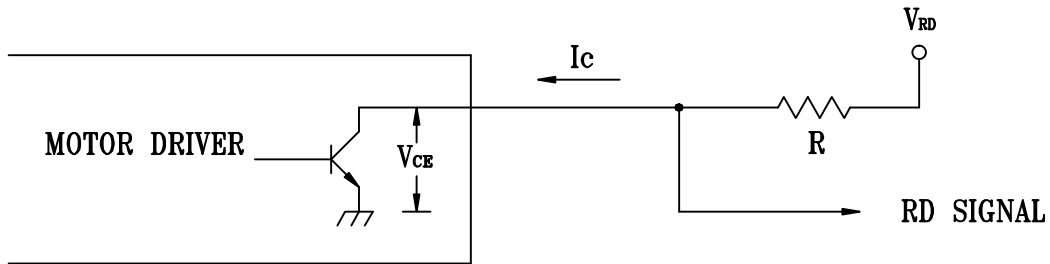 V_RD
Ic
MOTOR DRIVER
V_CE
R
RD SIGNAL